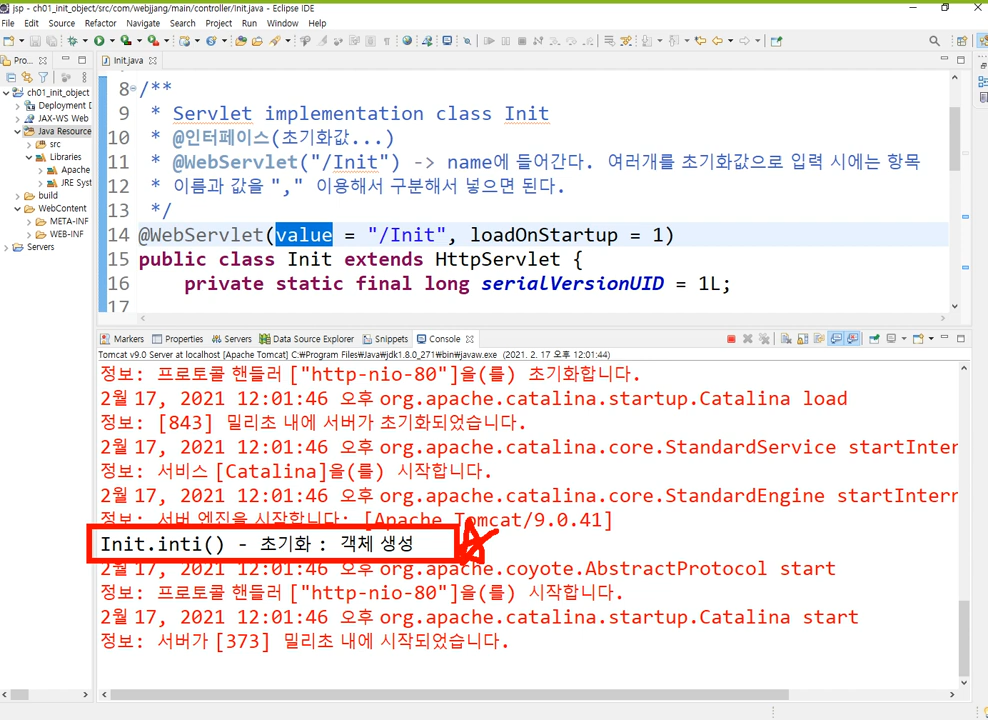 jsp - ch01_init_object/src/com/webjjang/main/controller/Init.java - Eclipse IDE
File Edit Source Refactor Navigate Search Project Run Window Help
Pro...
ch01_init_object
Deployment D
JAX-WS Web
Java Resource
src
Libraries
Apache
JRE Syst
build
WebContent
META-INF
WEB-INF
Servers
Init.java
8 /**
9 * Servlet implementation class Init
10 * @인터페이스(초기화값...)
11 * @WebServlet("/Init") -> name에 들어간다. 여러개를 초기화값으로 입력 시에는 항목
12 * 이름과 값을 "," 이용해서 구분해서 넣으면 된다.
13 */
14 @WebServlet(value = "/Init", loadOnStartup = 1)
15 public class Init extends HttpServlet {
16 private static final long serialVersionUID = 1L;
17
Markers Properties Servers Data Source Explorer Snippets Console
Tomcat v9.0 Server at localhost [Apache Tomcat] C:₩Program Files₩Java₩jdk1.8.0_271₩bin₩javaw.exe (2021. 2. 17 오후 12:01:44)
정보: 프로토콜 핸들러 ["http-nio-80"]을(를) 초기화합니다.
2월 17, 2021 12:01:46 오후 org.apache.catalina.startup.Catalina load
정보: [843] 밀리초 내에 서버가 초기화되었습니다.
2월 17, 2021 12:01:46 오후 org.apache.catalina.core.StandardService startInter
정보: 서비스 [Catalina]을(를) 시작합니다.
2월 17, 2021 12:01:46 오후 org.apache.catalina.core.StandardEngine startIntern
정보: 서버 엔진을 시작합니다: [Apache Tomcat/9.0.41]
Init.inti() - 초기화 : 객체 생성
2월 17, 2021 12:01:46 오후 org.apache.coyote.AbstractProtocol start
정보: 프로토콜 핸들러 ["http-nio-80"]을(를) 시작합니다.
2월 17, 2021 12:01:46 오후 org.apache.catalina.startup.Catalina start
정보: 서버가 [373] 밀리초 내에 시작되었습니다.